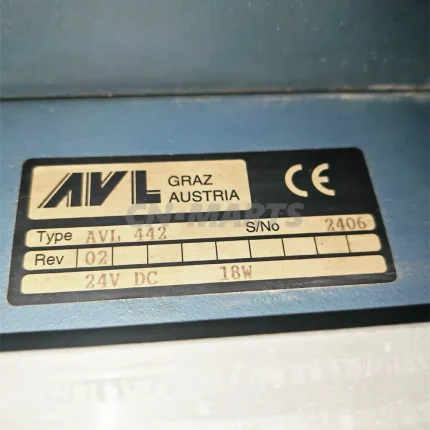 AVL GRAZ AUSTRIA CE
CN-MARTS
Type AVL 442 S/No 2406
Rev 02
24V DC 18W